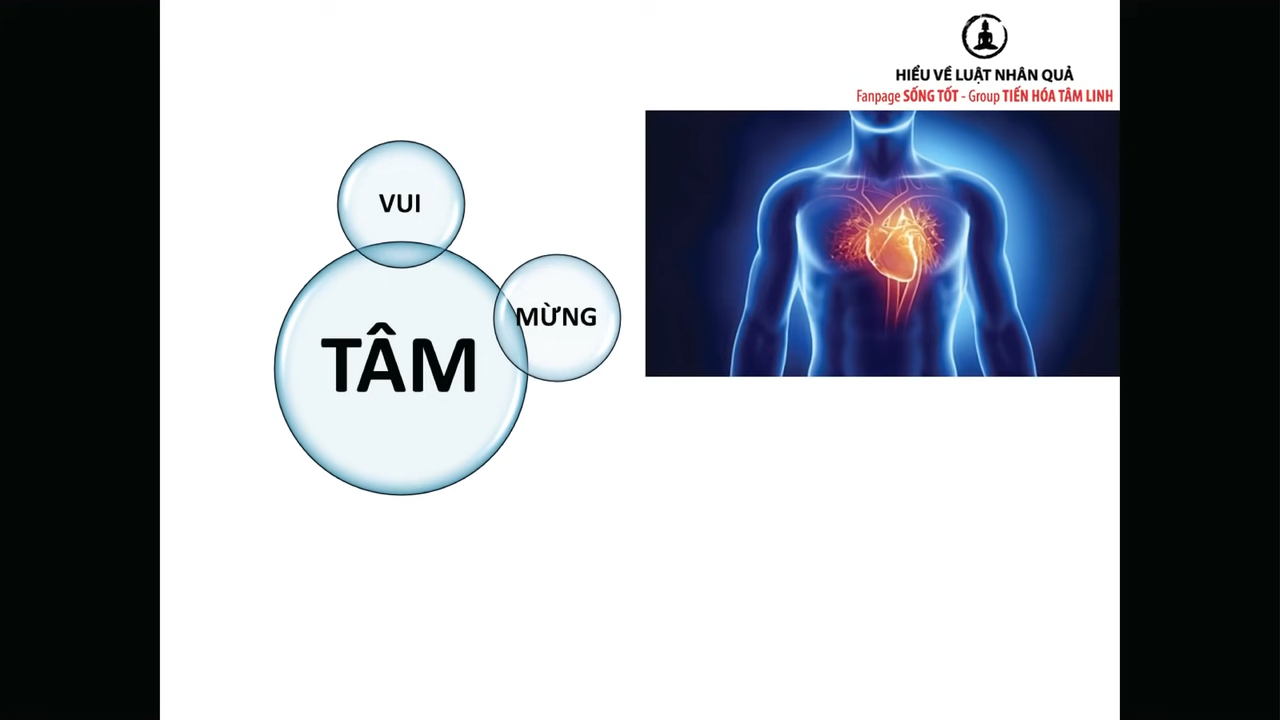 HIỂU VỀ LUẬT NHÂN QUẢ
Fanpage SỐNG TỐT - Group TIẾN HÓA TÂM LINH
VUI
MỪNG
TÂM